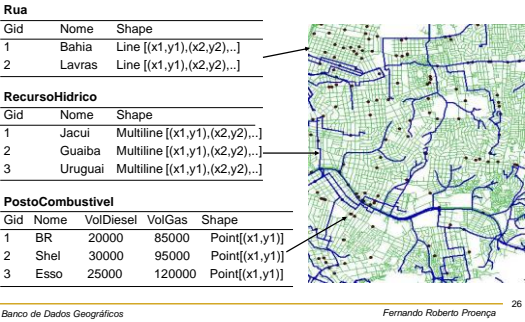 Rua
Gid Nome Shape
1 Bahia Line [(x1,y1),(x2,y2),..]
2 Lavras Line [(x1,y1),(x2,y2),..]
RecursoHidrico
Gid Nome Shape
1 Jacui Multiline [(x1,y1),(x2,y2),..]
2 Guaiba Multiline [(x1,y1),(x2,y2),..]
3 Uruguai Multiline [(x1,y1),(x2,y2),..]
PostoCombustivel
Gid Nome VolDiesel VolGas Shape
1 BR 20000 85000 Point[(x1,y1)]
2 Shel 30000 95000 Point[(x1,y1)]
3 Esso 25000 120000 Point[(x1,y1)]
26
Banco de Dados Geográficos Fernando Roberto Proença